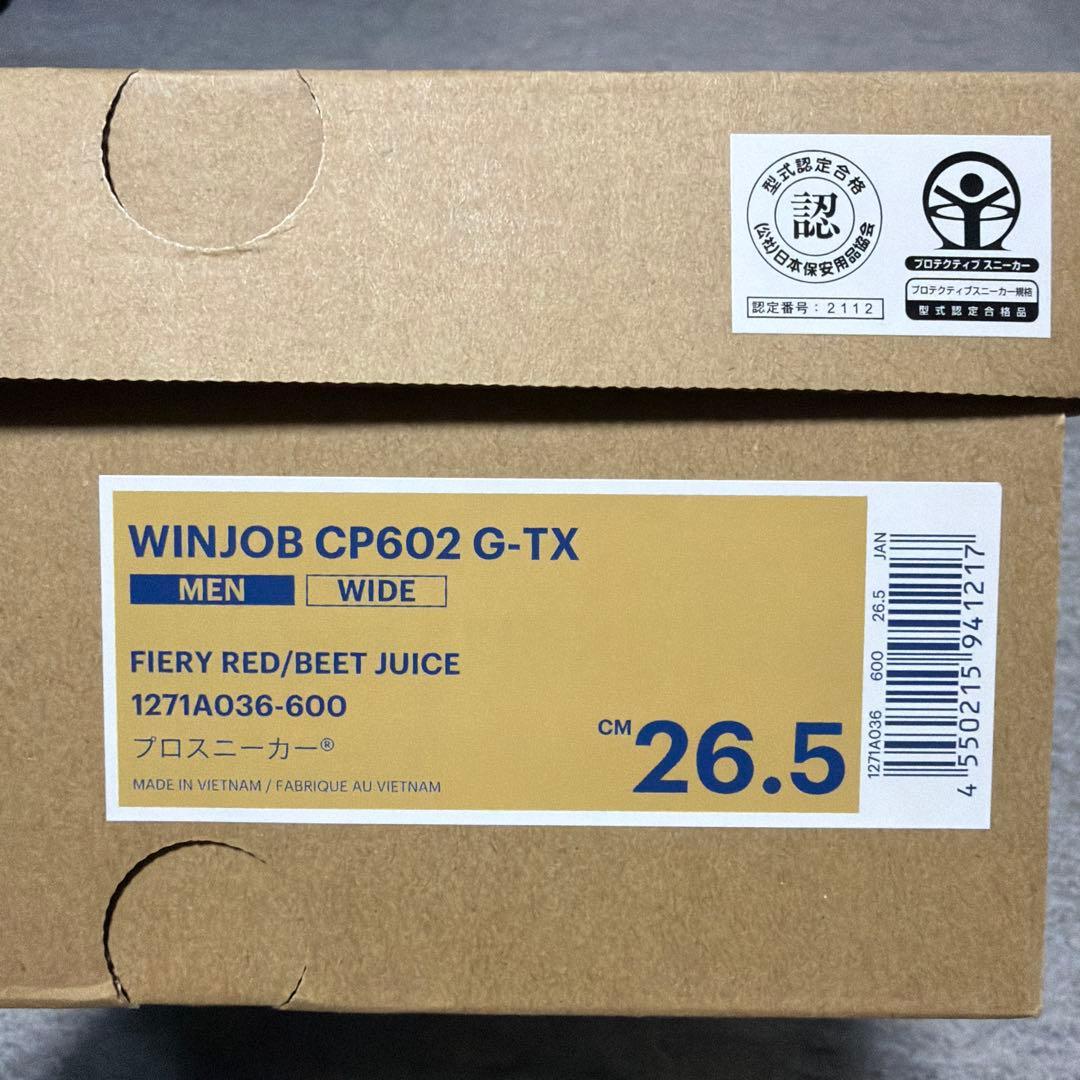 型式認定合格
認
(公社)日本保安用品協会
認定番号：2112
プロテクティブ スニーカー
プロテクティブスニーカー規格
型式認定合格品
WINJOB CP602 G-TX
MEN
WIDE
FIERY RED/BEET JUICE
1271A036-600
プロスニーカー®
MADE IN VIETNAM / FABRIQUE AU VIETNAM
CM 26.5
1271A036 600 26.5 JAN
4 550215 941217